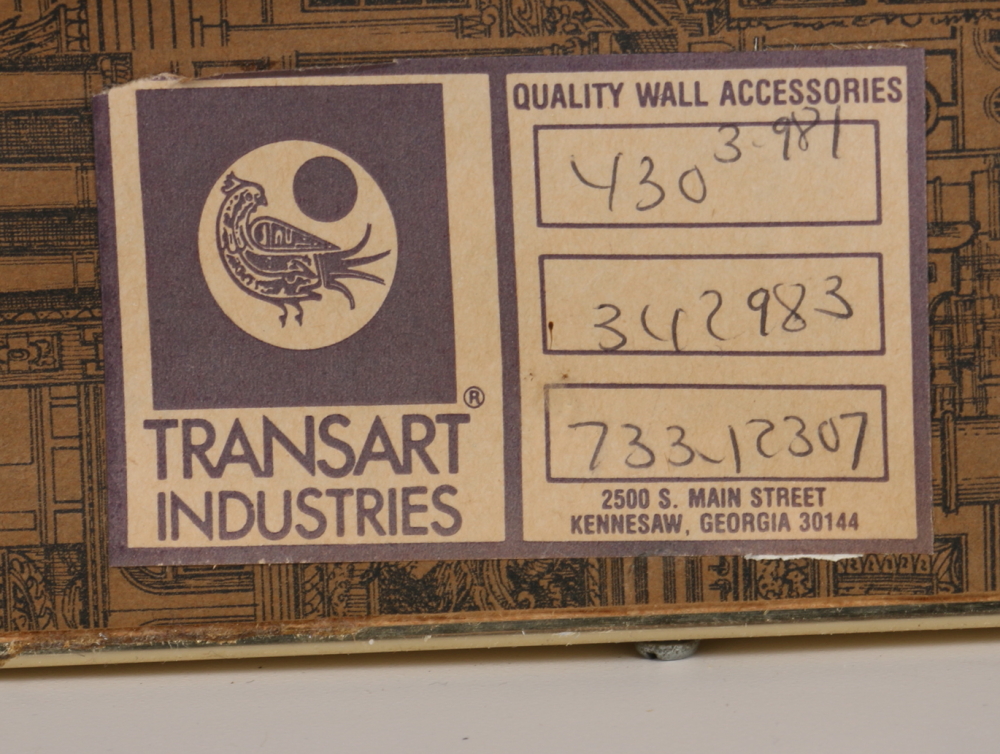 TRANSART ®
INDUSTRIES
QUALITY WALL ACCESSORIES
430 3-981
342983
733-12307
2500 S. MAIN STREET
KENNESAW, GEORGIA 30144